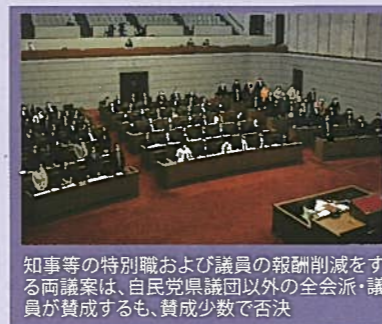 知事等の特別職および議員の報酬削減をす
る両議案は、自民党県議団以外の全会派・議
員が賛成するも、賛成少数で否決